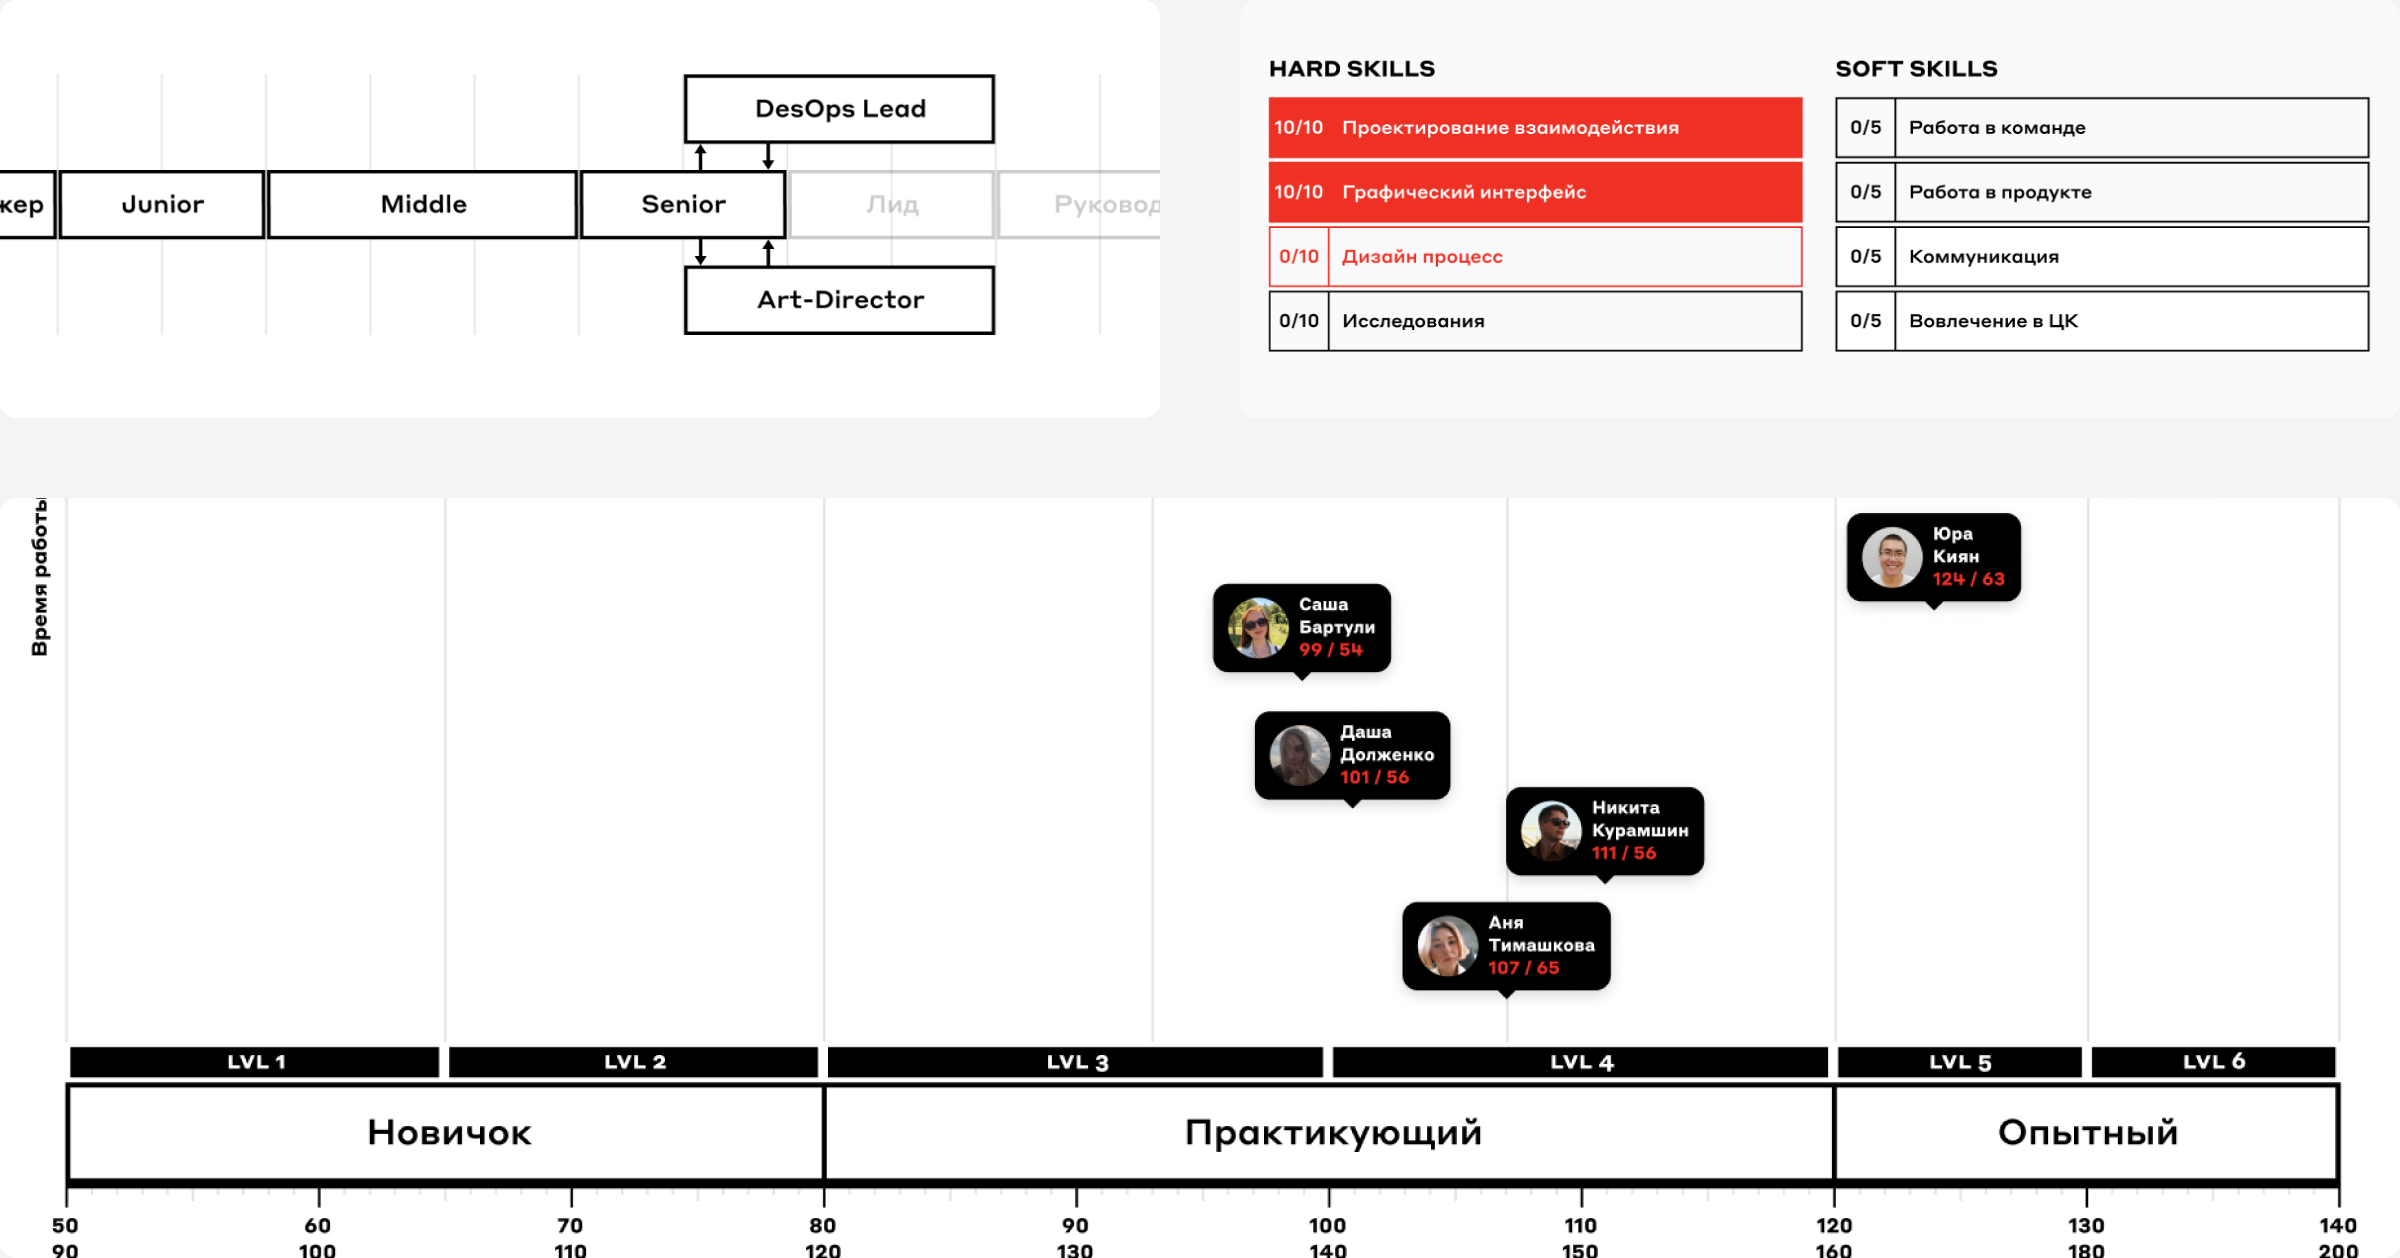 DesOps Lead
кер
Junior
Middle
Senior
Лид
Руковод
Art-Director
HARD SKILLS
10/10 Проектирование взаимодействия
10/10 Графический интерфейс
0/10 Дизайн процесс
0/10 Исследования
SOFT SKILLS
0/5 Работа в команде
0/5 Работа в продукте
0/5 Коммуникация
0/5 Вовлечение в ЦК
Время работы
Юра
Киян
124 / 63
Саша
Бартули
99 / 54
Даша
Долженко
101 / 56
Никита
Курамшин
111 / 56
Аня
Тимашкова
107 / 65
LVL 1 LVL 2 LVL 3 LVL 4 LVL 5 LVL 6
Новичок Практикующий Опытный
50 60 70 80 90 100 110 120 130 140
90 100 110 120 130 140 150 160 180 200